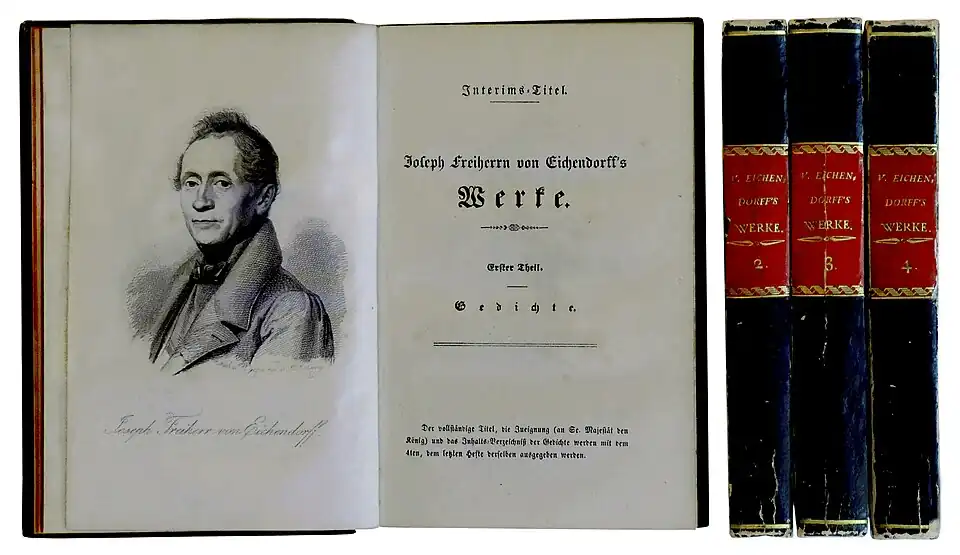 Joseph Freiherr von Eichendorff
Interims-Titel.
Joseph Freiherrn von Eichendorff's
Werke.
Erster Theil.
Gedichte.
Der vollständige Titel, die Zueignung (an Se. Majestät den
König) und das Inhalts-Verzeichniß der Gedichte werden mit dem
4ten, dem letzten Hefte derselben ausgegeben werden.
V. EICHEN,
DORFF'S
WERKE.
2.
V. EICHEN,
DORFF'S
WERKE.
3.
V. EICHEN,
DORFF'S
WERKE.
4.